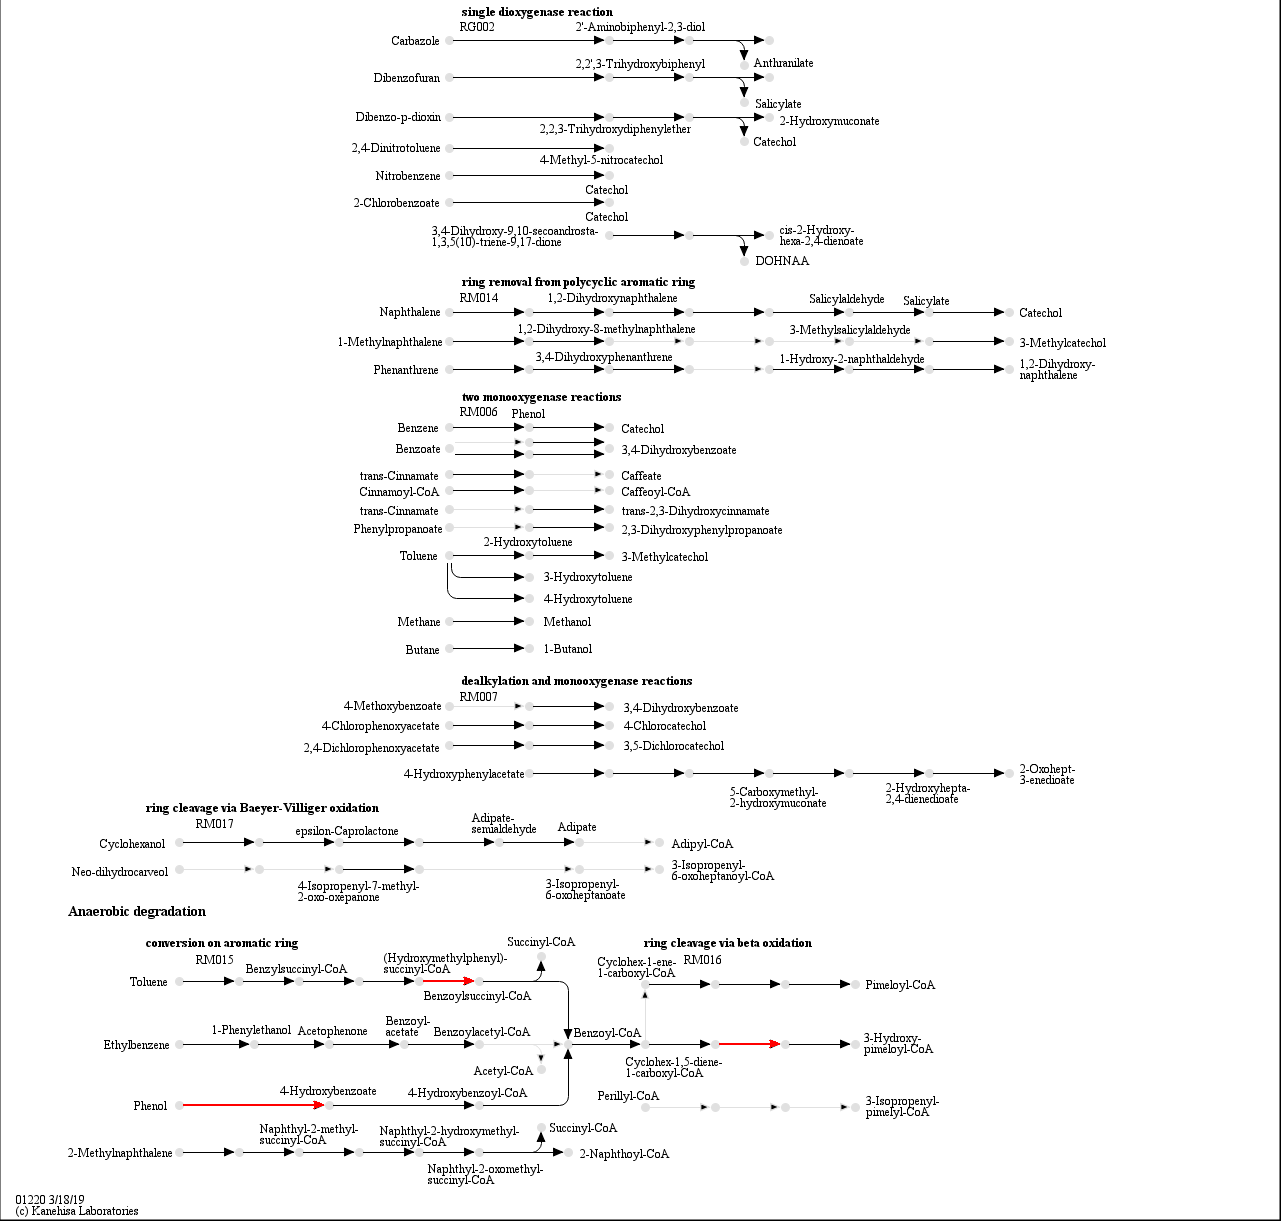 single dioxygenase reaction
RG002
2'-Aminobiphenyl-2,3-diol
Carbazole
Anthranilate
2,2',3-Trihydroxybiphenyl
Dibenzofuran
Salicylate
Dibenzo-p-dioxin
2-Hydroxymuconate
2,2,3-Trihydroxydiphenylether
Catechol
2,4-Dinitrotoluene
4-Methyl-5-nitrocatechol
Nitrobenzene
Catechol
2-Chlorobenzoate
Catechol
3,4-Dihydroxy-9,10-secoandrosta-
1,3,5(10)-triene-9,17-dione
cis-2-Hydroxy-
hexa-2,4-dienoate
DOHNAA
ring removal from polycyclic aromatic ring
RM014
1,2-Dihydroxynaphthalene
Salicylaldehyde
Salicylate
Naphthalene
Catechol
1,2-Dihydroxy-8-methylnaphthalene
3-Methylsalicylaldehyde
1-Methylnaphthalene
3-Methylcatechol
3,4-Dihydroxyphenanthrene
1-Hydroxy-2-naphthaldehyde
Phenanthrene
1,2-Dihydroxy-
naphthalene
two monooxygenase reactions
RM006
Phenol
Benzene
Catechol
Benzoate
3,4-Dihydroxybenzoate
trans-Cinnamate
Caffeate
Cinnamoyl-CoA
Caffeoyl-CoA
trans-Cinnamate
trans-2,3-Dihydroxycinnamate
Phenylpropanoate
2,3-Dihydroxyphenylpropanoate
2-Hydroxytoluene
Toluene
3-Methylcatechol
3-Hydroxytoluene
4-Hydroxytoluene
Methane
Methanol
Butane
1-Butanol
dealkylation and monooxygenase reactions
RM007
4-Methoxybenzoate
3,4-Dihydroxybenzoate
4-Chlorophenoxyacetate
4-Chlorocatechol
2,4-Dichlorophenoxyacetate
3,5-Dichlorocatechol
4-Hydroxyphenylacetate
2-Oxohept-
3-enedioate
5-Carboxymethyl-
2-hydroxymuconate
2-Hydroxyhepta-
2,4-dienedioate
ring cleavage via Baeyer-Villiger oxidation
RM017
epsilon-Caprolactone
Adipate-
semialdehyde
Adipate
Cyclohexanol
Adipyl-CoA
Neo-dihydrocarveol
3-Isopropenyl-
6-oxoheptanoyl-CoA
4-Isopropenyl-7-methyl-
2-oxo-oxepanone
3-Isopropenyl-
6-oxoheptanoate
Anaerobic degradation
conversion on aromatic ring
RM015
Benzylsuccinyl-CoA
(Hydroxymethylphenyl)-
succinyl-CoA
Succinyl-CoA
Toluene
Benzoylsuccinyl-CoA
ring cleavage via beta oxidation
RM016
Cyclohex-1-ene-
1-carboxyl-CoA
Pimeloyl-CoA
1-Phenylethanol
Acetophenone
Benzoyl-
acetate
Benzoylacetyl-CoA
Benzoyl-CoA
Ethylbenzene
3-Hydroxy-
pimeloyl-CoA
Acetyl-CoA
Cyclohex-1,5-diene-
1-carboxyl-CoA
4-Hydroxybenzoate
4-Hydroxybenzoyl-CoA
Phenol
Perillyl-CoA
3-Isopropenyl-
pimelyl-CoA
Naphthyl-2-methyl-
succinyl-CoA
Naphthyl-2-hydroxymethyl-
succinyl-CoA
Succinyl-CoA
2-Methylnaphthalene
2-Naphthoyl-CoA
Naphthyl-2-oxomethyl-
succinyl-CoA
01220 3/18/19
(c) Kanehisa Laboratories